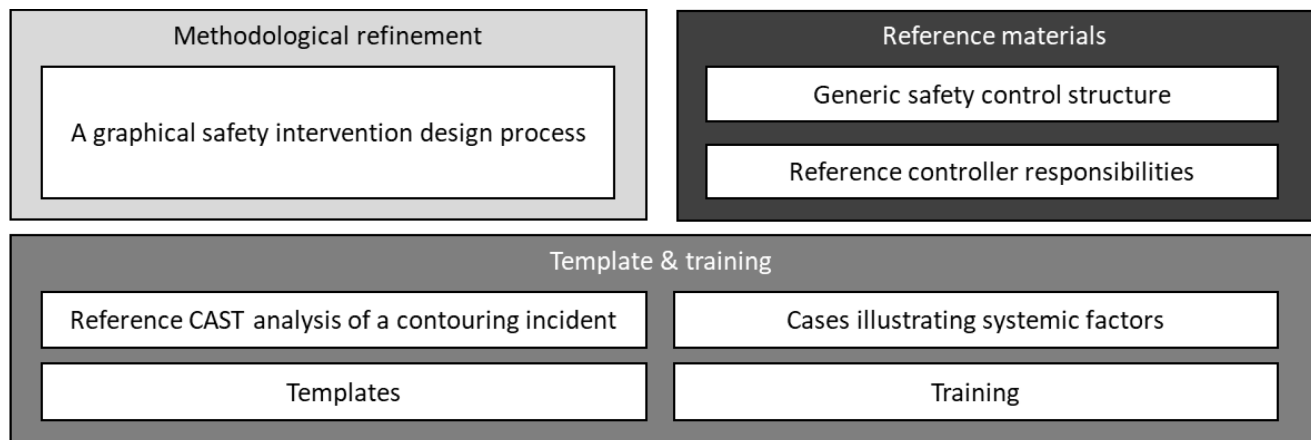 Methodological refinement
A graphical safety intervention design process
Reference materials
Generic safety control structure
Reference controller responsibilities
Template & training
Reference CAST analysis of a contouring incident
Cases illustrating systemic factors
Templates
Training